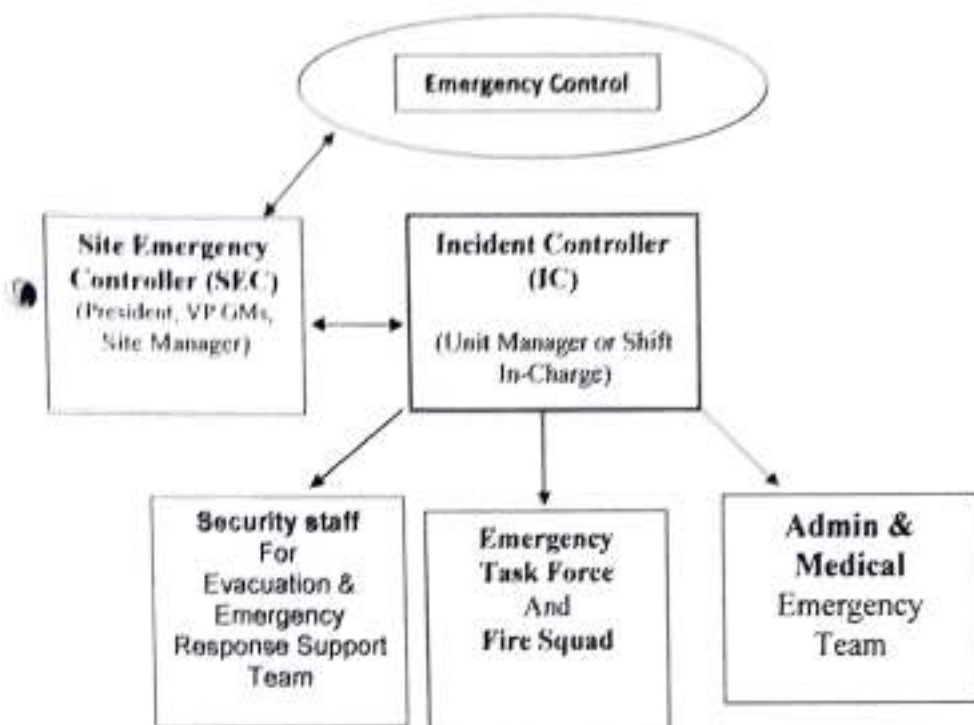 Emergency Control
Site Emergency
Controller (SEC)
(President, VP GMs,
Site Manager)
Incident Controller
(IC)
(Unit Manager or Shift
In-Charge)
Security staff
For
Evacuation &
Emergency
Response Support
Team
Emergency
Task Force
And
Fire Squad
Admin &
Medical
Emergency
Team